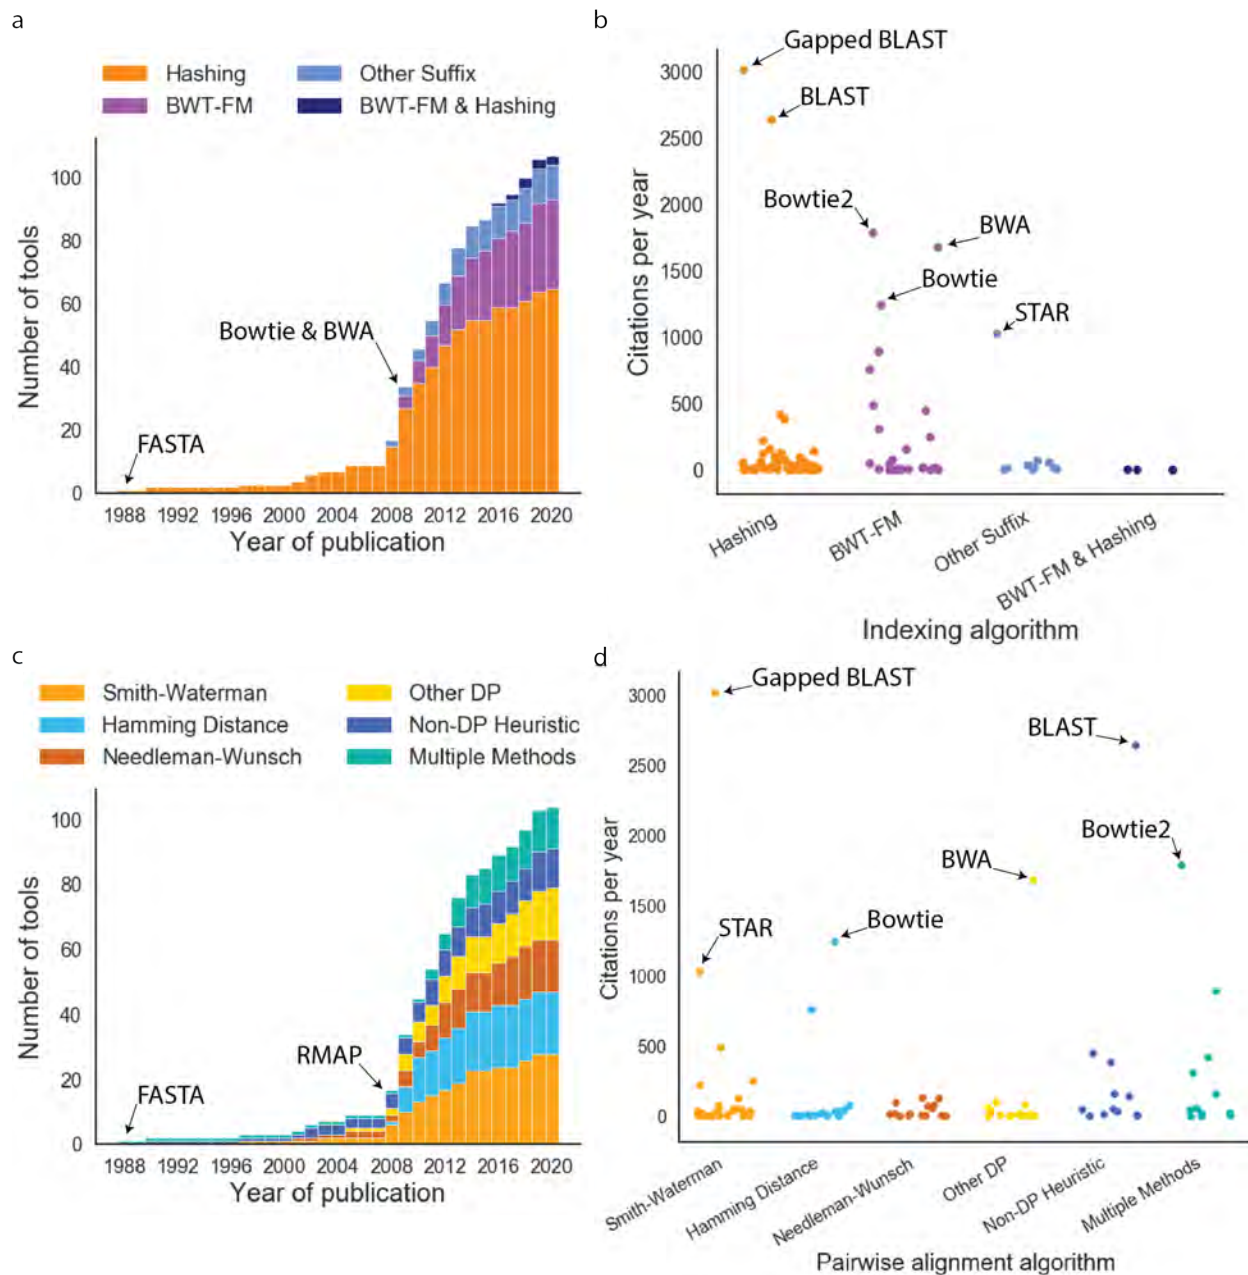 a
Hashing
Other Suffix
BWT-FM
BWT-FM & Hashing
Number of tools
100
80
60
40
20
0
Bowtie & BWA
FASTA
1988 1992 1996 2000 2004 2008 2012 2016 2020
Year of publication
b
Gapped BLAST
BLAST
Bowtie2
BWA
Bowtie
STAR
Citations per year
3000
2500
2000
1500
1000
500
0
Hashing
BWT-FM
Other Suffix
BWT-FM & Hashing
Indexing algorithm
c
Smith-Waterman
Other DP
Hamming Distance
Non-DP Heuristic
Needleman-Wunsch
Multiple Methods
Number of tools
100
80
60
40
20
0
RMAP
FASTA
1988 1992 1996 2000 2004 2008 2012 2016 2020
Year of publication
d
Gapped BLAST
BLAST
Bowtie2
BWA
Bowtie
STAR
Citations per year
3000
2500
2000
1500
1000
500
0
Smith-Waterman
Hamming Distance
Needleman-Wunsch
Other DP
Non-DP Heuristic
Multiple Methods
Pairwise alignment algorithm